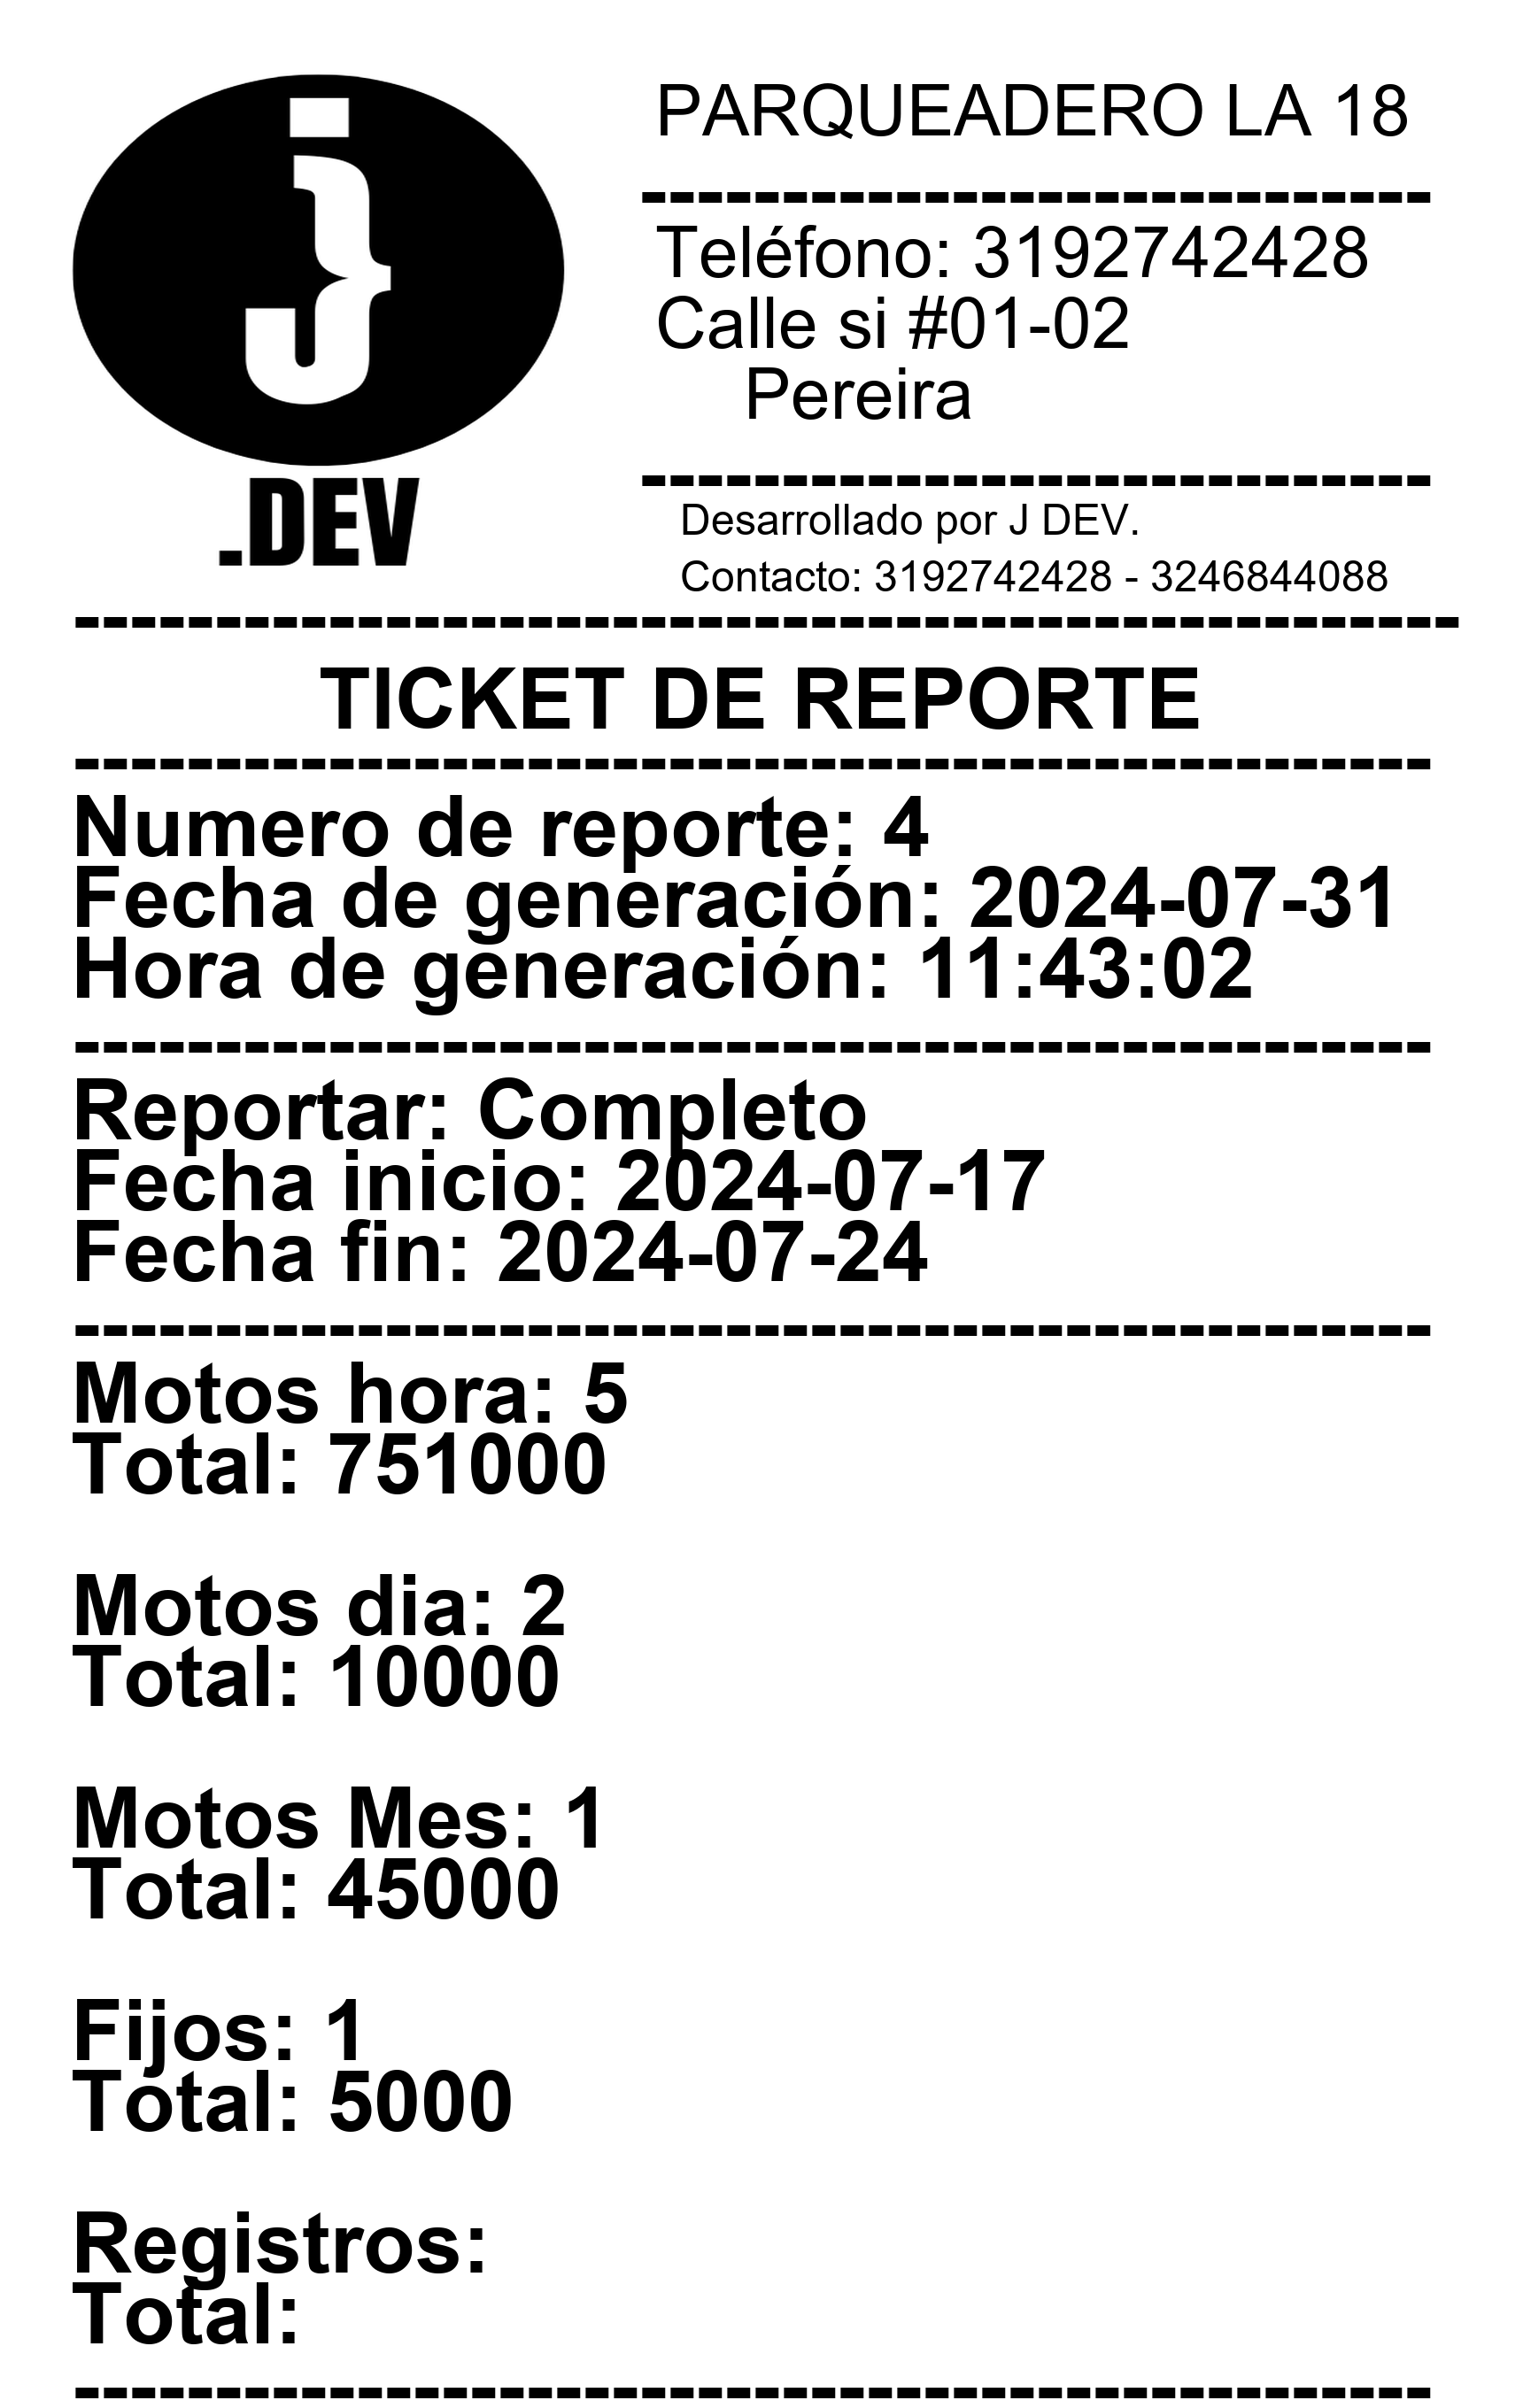 PARQUEADERO LA 18
----------------------------
Teléfono: 3192742428
Calle si #01-02
Pereira
----------------------------
.DEV
Desarrollado por J DEV.
Contacto: 3192742428 - 3246844088
-------------------------------------------------
TICKET DE REPORTE
------------------------------------------------
Numero de reporte: 4
Fecha de generación: 2024-07-31
Hora de generación: 11:43:02
------------------------------------------------
Reportar: Completo
Fecha inicio: 2024-07-17
Fecha fin: 2024-07-24
------------------------------------------------
Motos hora: 5
Total: 751000
Motos dia: 2
Total: 10000
Motos Mes: 1
Total: 45000
Fijos: 1
Total: 5000
Registros:
Total:
------------------------------------------------